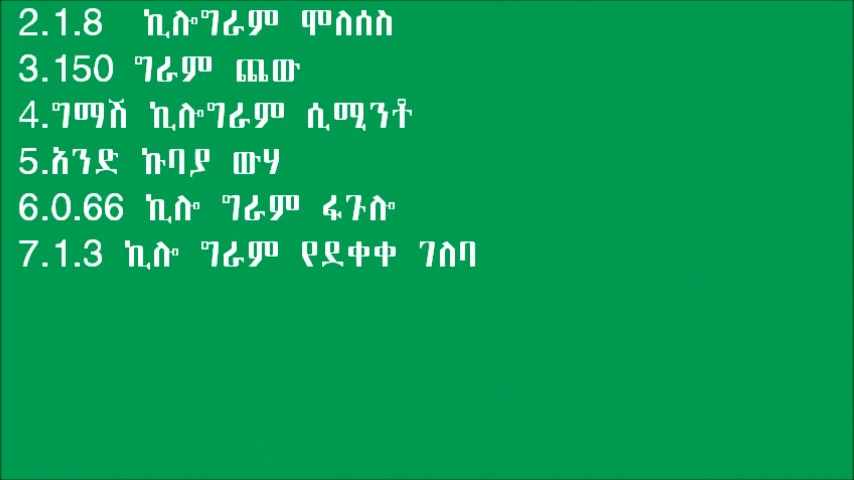 2.1.8 ኪሎግራም ሞለሰስ
3.150 ግራም ጨው
4.ግማሽ ኪሎግራም ሲሚንቶ
5.አንድ ኩባያ ውሃ
6.0.66 ኪሎ ግራም ፋጉሎ
7.1.3 ኪሎ ግራም የደቀቀ ገለባ